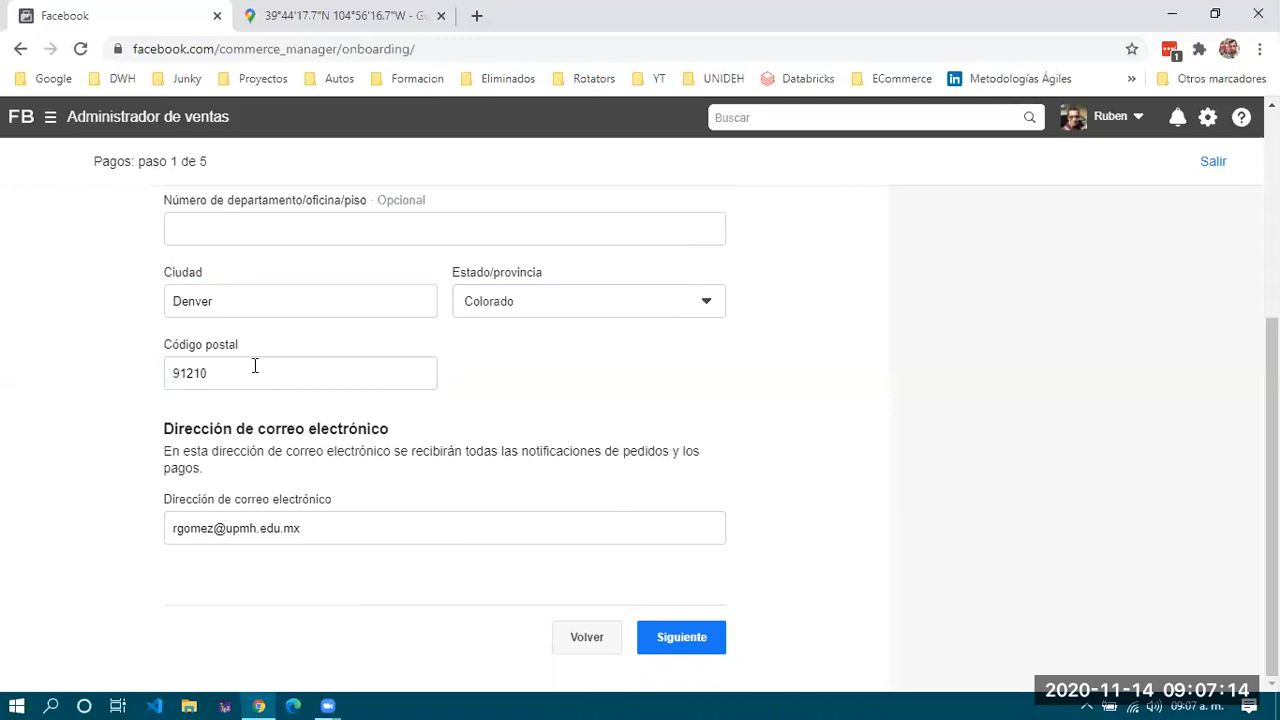 Facebook
39°44'17.7"N 104°56'16.7"W - G
facebook.com/commerce_manager/onboarding/
1
Google
DWH
Junky
Proyectos
Autos
Formacion
Eliminados
Rotators
YT
UNIDEH
Databricks
ECommerce
in
Metodologías Ágiles
»
Otros marcadores
FB
Administrador de ventas
Buscar
Ruben
Pagos: paso 1 de 5
Salir
Número de departamento/oficina/piso · Opcional
Ciudad
Estado/provincia
Denver
Colorado
Código postal
91210
Dirección de correo electrónico
En esta dirección de correo electrónico se recibirán todas las notificaciones de pedidos y los
pagos.
Dirección de correo electrónico
rgomez@upmh.edu.mx
Volver
Siguiente
2020-11-14 09:07:14
09:07 a. m.